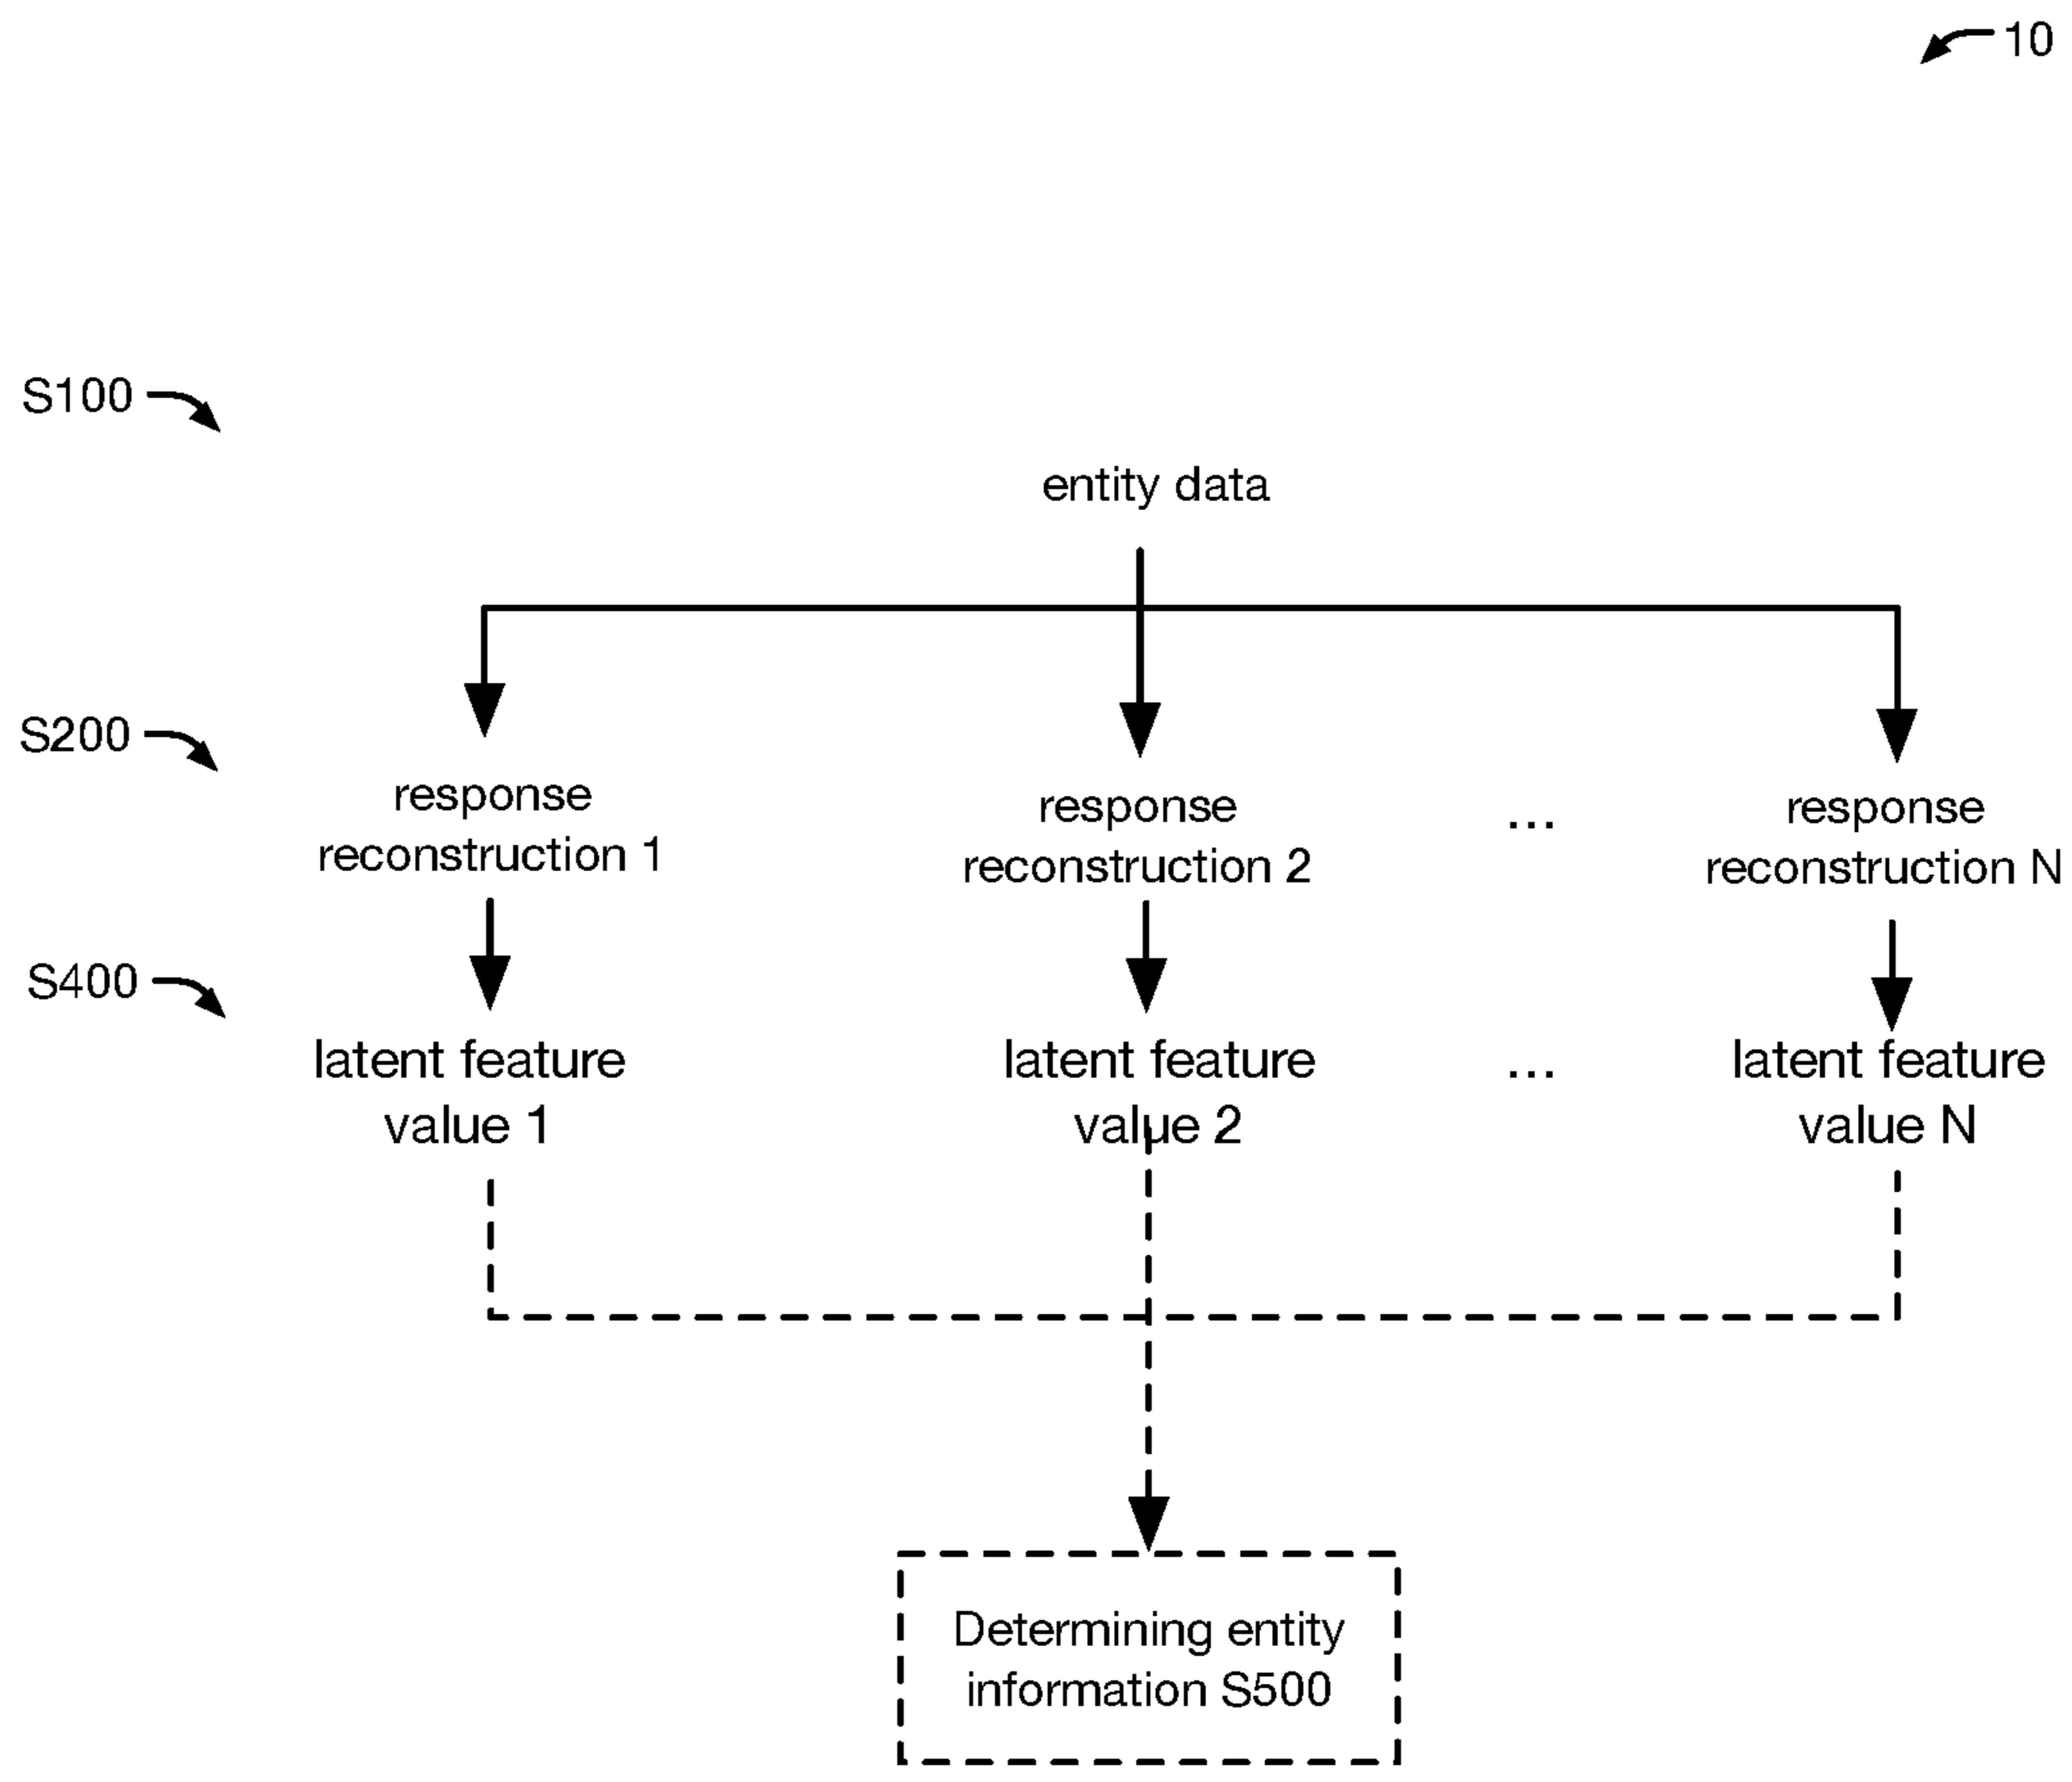 10
S100
entity data
S200
response
reconstruction 1
response
reconstruction 2
...
response
reconstruction N
S400
latent feature
value 1
latent feature
value 2
...
latent feature
value N
Determining entity
information S500